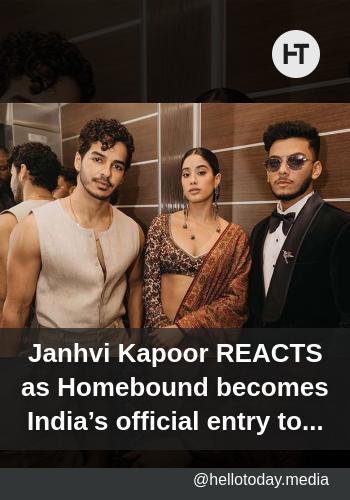 HT
Janhvi Kapoor REACTS
as Homebound becomes
India’s official entry to...
@hellotoday.media